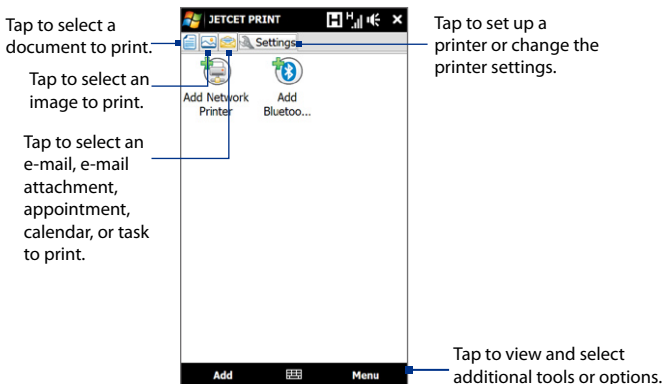 Tap to select a
document to print.
Tap to select an
image to print.
Tap to select an
e-mail, e-mail
attachment,
appointment,
calendar, or task
to print.
JETCET PRINT
H H
Settings
Add Network
Printer
Add
Bluetoo...
Add
Menu
Tap to set up a
printer or change the
printer settings.
Tap to view and select
additional tools or options.